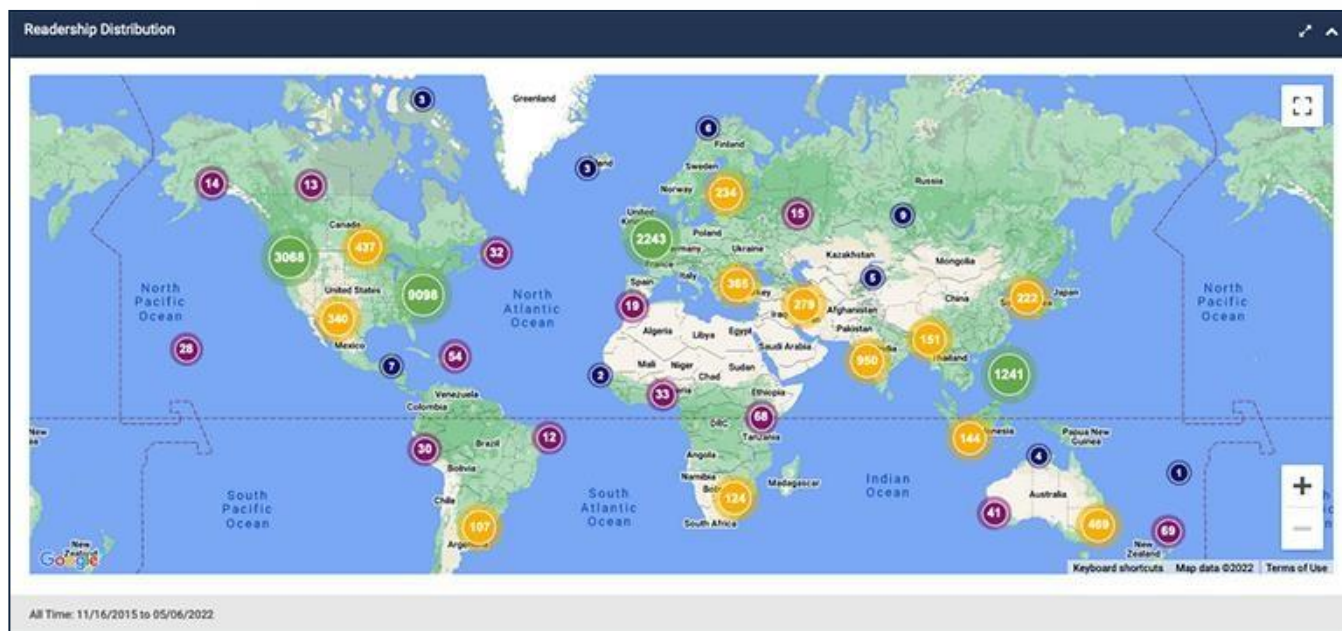 Readership Distribution
Greenland
3
6
Finland
3
Sweden
14
13
Norway
234
Russia
15
9
United
Canada
2243
Poland
3068
437
32
Ukraine
Kazakhstan
Mongolia
France
Italy
5
North
Pacific
Ocean
United States
9098
North
Atlantic
Ocean
Spain
365
279
222
Japan
North
Pacific
Ocean
19
China
340
Algeria
Libya
Egypt
Iraq
Afghanistan
Pakistan
151
Mexico
28
54
Saudi Arabia
950
Thailand
7
2
Mali
Niger
Chad
Sudan
1241
33
Ethiopia
Venezuela
Colombia
68
DRC
Tanzania
144
Papua New
Guinea
30
Brazil
12
Angola
4
1
Bolivia
Namibia
Madagascar
Indian
Ocean
South
Pacific
Ocean
Chile
South
Atlantic
Ocean
124
Australia
107
South Africa
41
469
69
New
Zealand
Google
Keyboard shortcuts
Map data ©2022
Terms of Use
All Time: 11/16/2015 to 05/06/2022